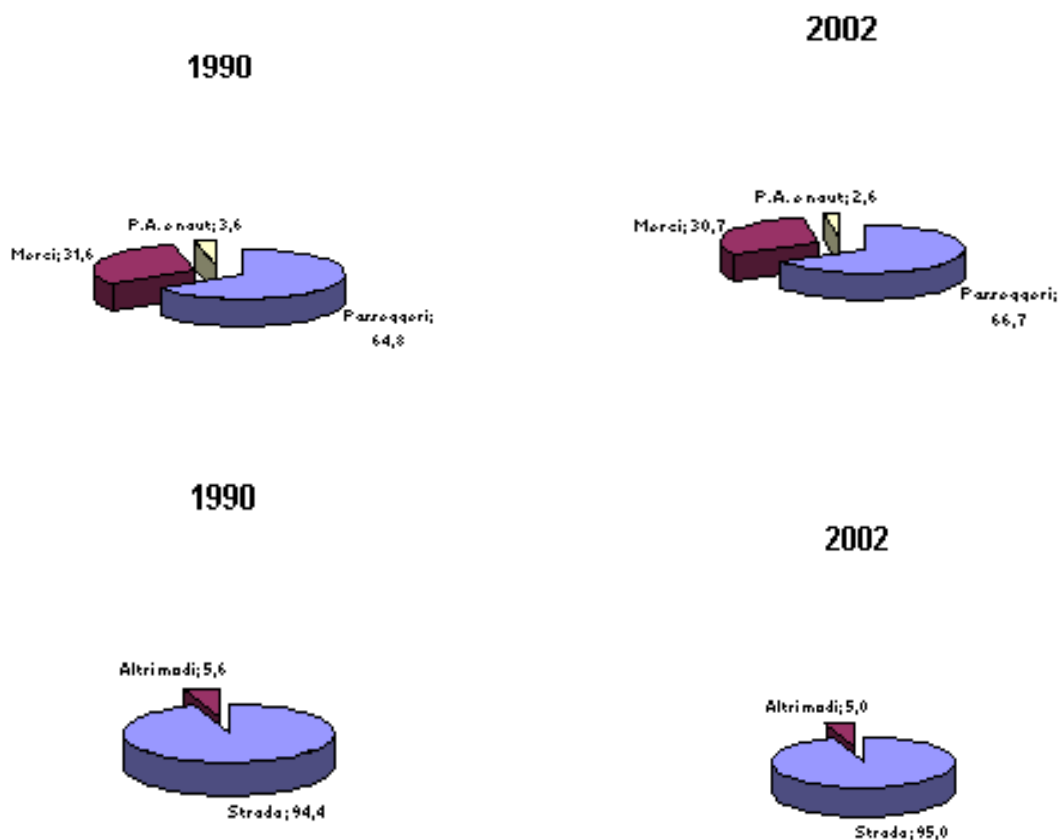 1990
2002
P.A. o naut; 3,6
Merci; 31,6
Passeggeri;
64,8
P.A. o naut; 2,6
Merci; 30,7
Passeggeri;
66,7
1990
2002
Altri modi; 5,6
Strada; 94,4
Altri modi; 5,0
Strada; 95,0